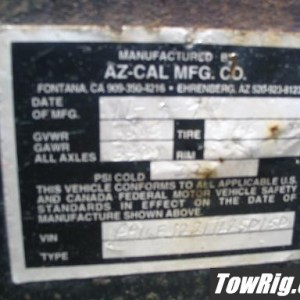 MANUFACTURED BY
AZ-CAL MFG. CO.
FONTANA, CA 909-350-4216 • EHRENBERG, AZ 520-923-8123
DATE
OF MFG.
GVWR TIRE
GAWR
ALL AXLES RIM
PSI COLD
THIS VEHICLE CONFORMS TO ALL APPLICABLE U.S.
AND CANADA FEDERAL MOTOR VEHICLE SAFETY
STANDARDS IN EFFECT ON THE DATE OF
MANUFACTURE SHOWN ABOVE.
VIN
TYPE
TowRig.c